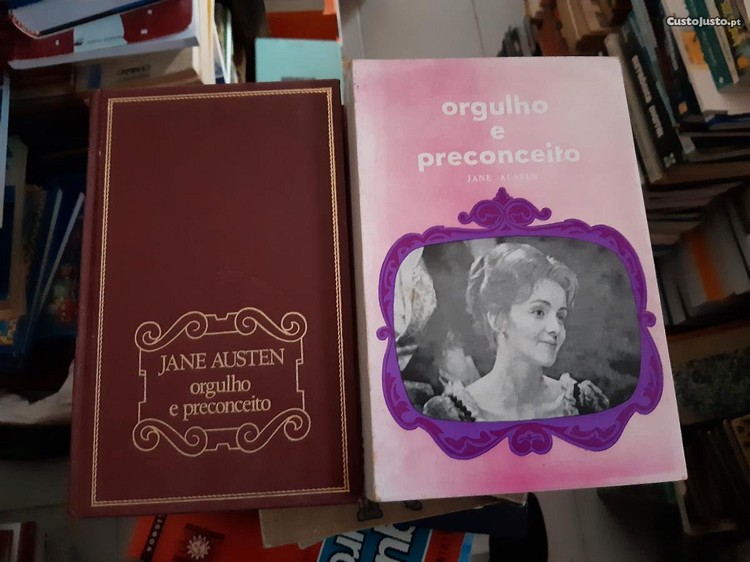 CustoJusto.pt
JANE AUSTEN
orgulho
e preconceito
orgulho
e
preconceito
JANE AUSTEN